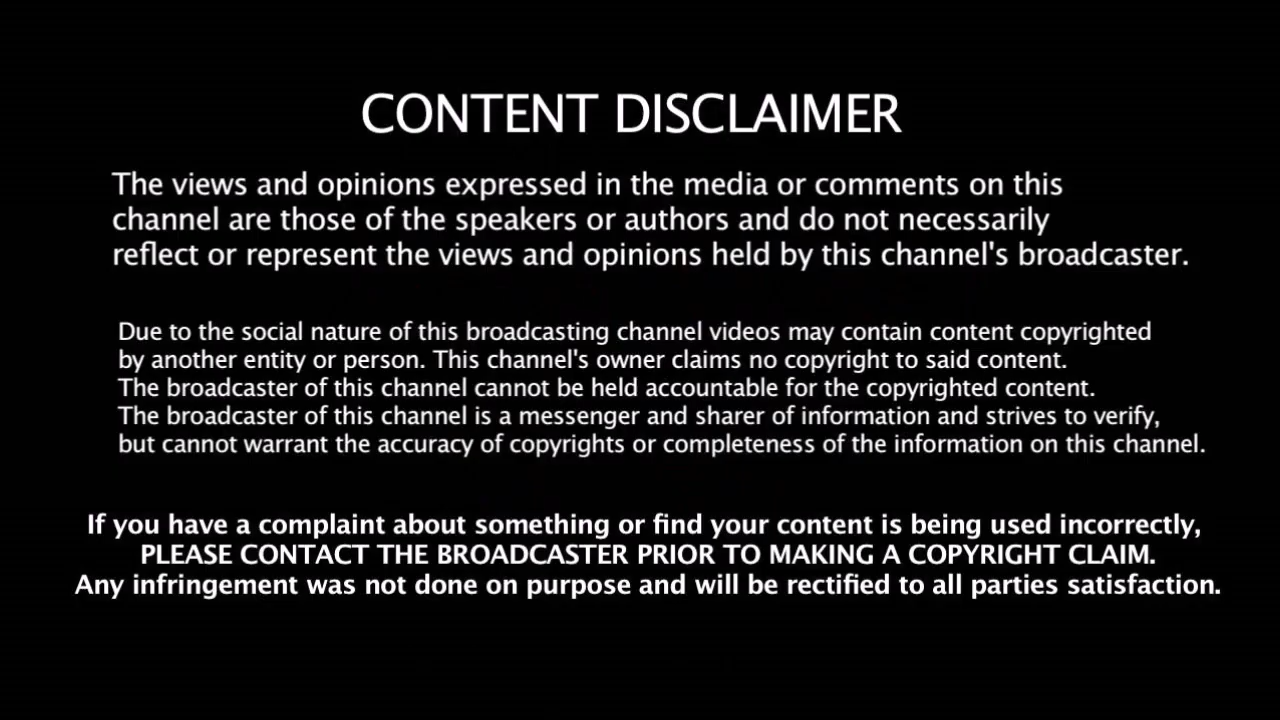 CONTENT DISCLAIMER
The views and opinions expressed in the media or comments on this
channel are those of the speakers or authors and do not necessarily
reflect or represent the views and opinions held by this channel's broadcaster.
Due to the social nature of this broadcasting channel videos may contain content copyrighted
by another entity or person. This channel's owner claims no copyright to said content.
The broadcaster of this channel cannot be held accountable for the copyrighted content.
The broadcaster of this channel is a messenger and sharer of information and strives to verify,
but cannot warrant the accuracy of copyrights or completeness of the information on this channel.
If you have a complaint about something or find your content is being used incorrectly,
PLEASE CONTACT THE BROADCASTER PRIOR TO MAKING A COPYRIGHT CLAIM.
Any infringement was not done on purpose and will be rectified to all parties satisfaction.